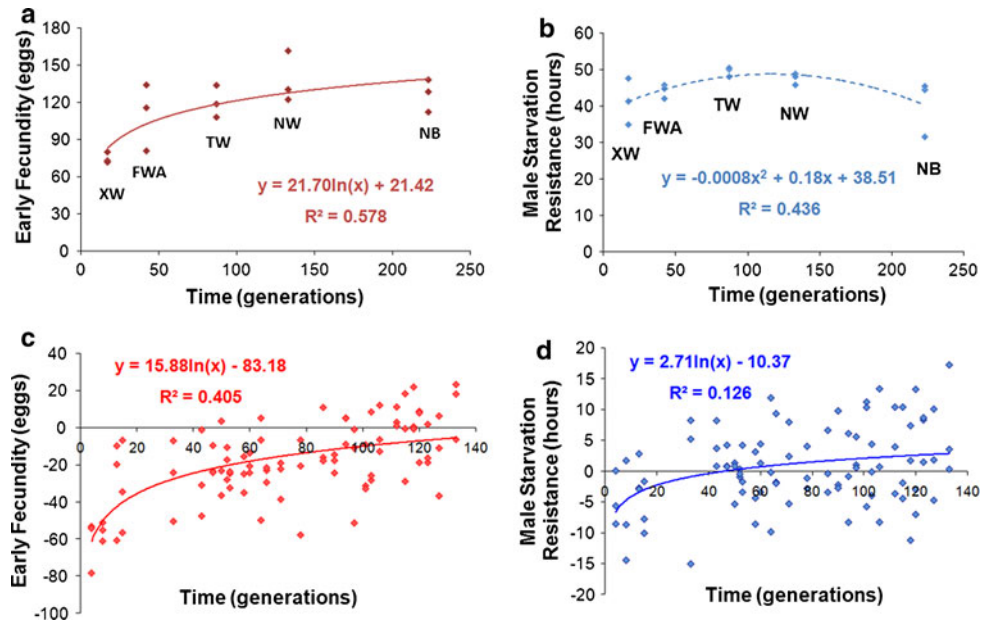 a
Early Fecundity (eggs)
180
150
120
90
60
30
0
XW
FWA
TW
NW
NB
y = 21.70ln(x) + 21.42
R² = 0.578
0 50 100 150 200 250
Time (generations)
b
Male Starvation
Resistance (hours)
60
50
40
30
20
10
0
XW
FWA
TW
NW
NB
y = -0.0008x² + 0.18x + 38.51
R² = 0.436
0 50 100 150 200 250
Time (generations)
c
Early Fecundity (eggs)
40
20
0
-20
-40
-60
-80
-100
y = 15.88ln(x) - 83.18
R² = 0.405
0 20 40 60 80 100 120 140
Time (generations)
d
Male Starvation
Resistance (hours)
20
15
10
5
0
-5
-10
-15
-20
y = 2.71ln(x) - 10.37
R² = 0.126
0 20 40 60 80 100 120 140
Time (generations)